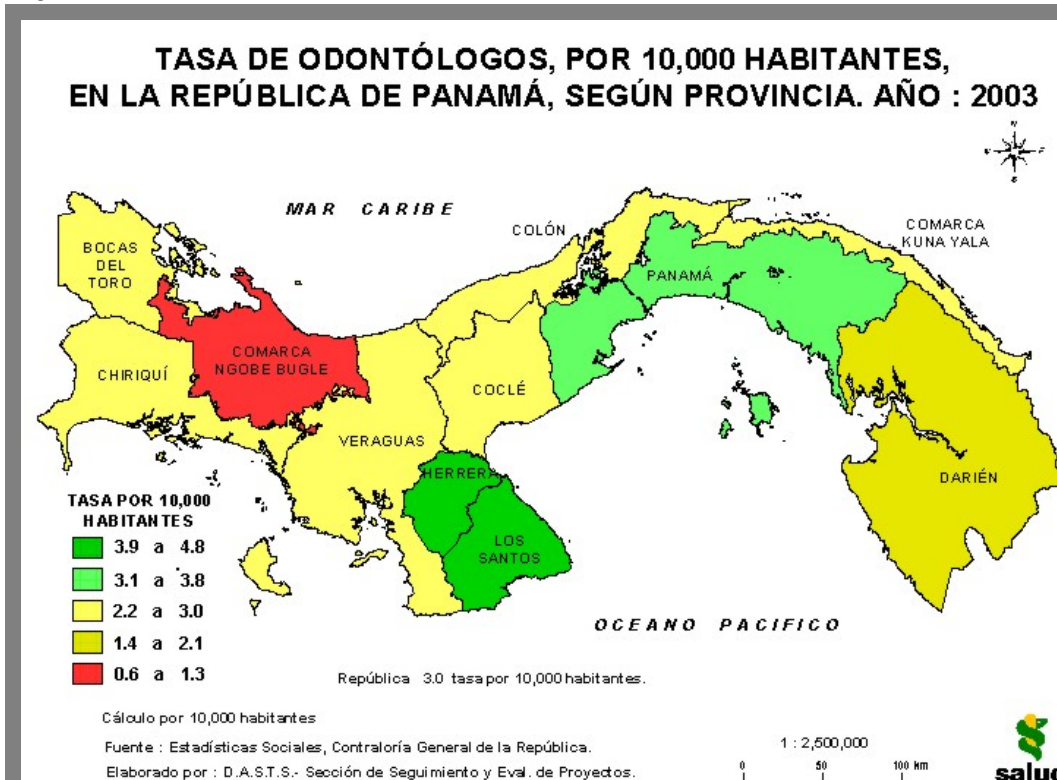 TASA DE ODONTÓLOGOS, POR 10,000 HABITANTES,
EN LA REPÚBLICA DE PANAMÁ, SEGÚN PROVINCIA. AÑO : 2003
N
MAR CARIBE
COLÓN
COMARCA
KUNA YALA
BOCAS
DEL
TORO
PANAMÁ
COMARCA
NGOBE BUGLE
CHIRIQUÍ
COCLÉ
VERAGUAS
HERRERA
DARIÉN
LOS
SANTOS
TASA POR 10,000
HABITANTES
3.9 a 4.8
3.1 a 3.8
2.2 a 3.0
1.4 a 2.1
0.6 a 1.3
OCEANO PACIFICO
República 3.0 tasa por 10,000 habitantes.
Cálculo por 10,000 habitantes
Fuente : Estadísticas Sociales, Contraloría General de la República.
Elaborado por : D.A.S.T.S.- Sección de Seguimiento y Eval. de Proyectos.
1 : 2,500,000
0 50 100 km
salud